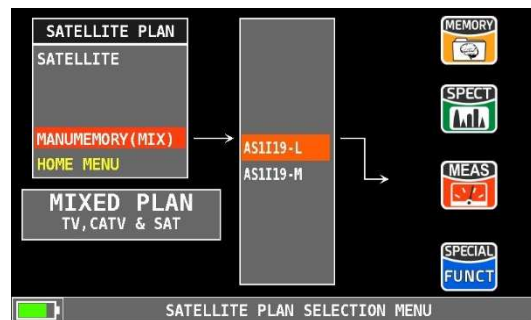 SATELLITE PLAN
SATELLITE
MANUMEMORY(MIX)
HOME MENU
MIXED PLAN
TV,CATV & SAT
AS1I19-L
AS1I19-M
MEMORY
SPECT
MEAS
SPECIAL
FUNCT
SATELLITE PLAN SELECTION MENU